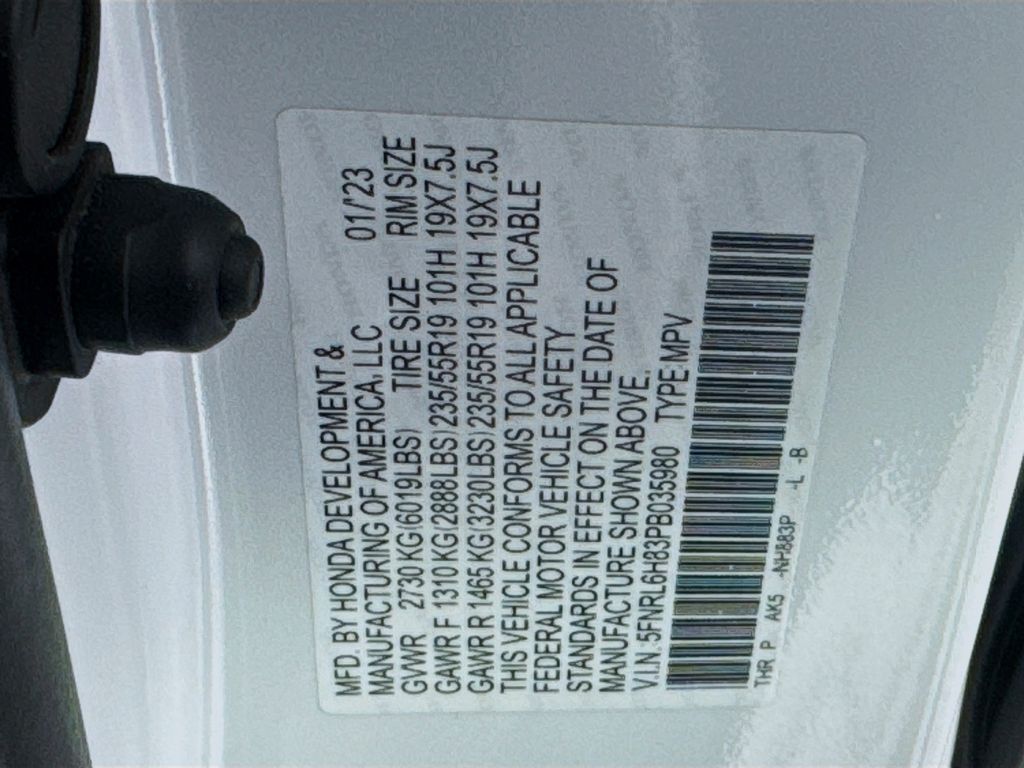 MFD. BY HONDA DEVELOPMENT &
MANUFACTURING OF AMERICA, LLC 01/'23
GVWR 2730 KG(6019LBS) TIRE SIZE RIM SIZE
GAWR F 1310 KG(2888LBS) 235/55R19 101H 19X7.5J
GAWR R 1465 KG(3230LBS) 235/55R19 101H 19X7.5J
THIS VEHICLE CONFORMS TO ALL APPLICABLE
FEDERAL MOTOR VEHICLE SAFETY
STANDARDS IN EFFECT ON THE DATE OF
MANUFACTURE SHOWN ABOVE.
V.I.N.:5FNRL6H83PB035980 TYPE:MPV
THR P AK5 -NH883P -L -B